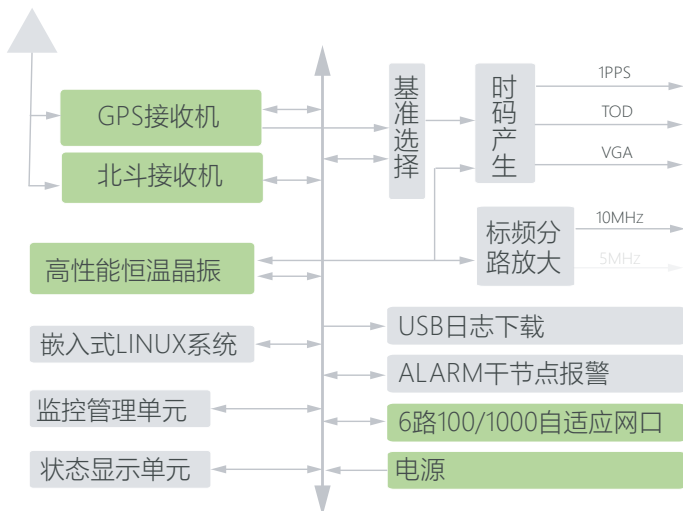 GPS接收机
北斗接收机
高性能恒温晶振
嵌入式LINUX系统
监控管理单元
状态显示单元
基准选择
时码产生
1PPS
TOD
VGA
标频分
路放大
10MHz
5MHz
USB日志下载
ALARM干节点报警
6路100/1000自适应网口
电源